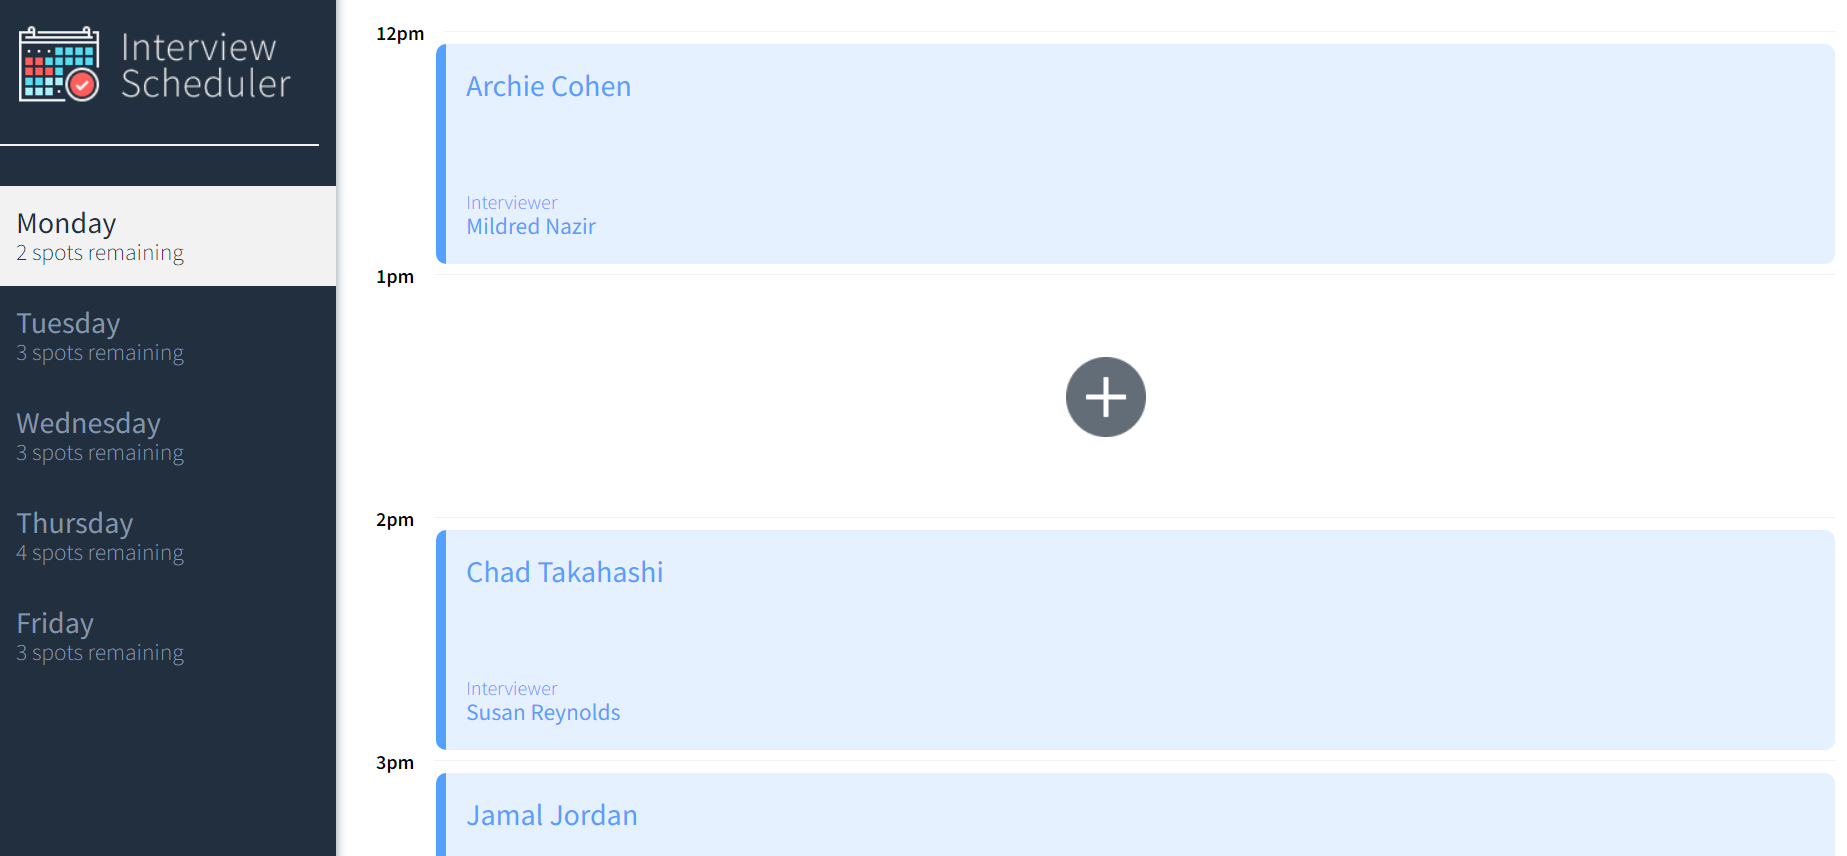 Interview
Scheduler
Monday
2 spots remaining
Tuesday
3 spots remaining
Wednesday
3 spots remaining
Thursday
4 spots remaining
Friday
3 spots remaining
12pm
Archie Cohen
Interviewer
Mildred Nazir
1pm
2pm
Chad Takahashi
Interviewer
Susan Reynolds
3pm
Jamal Jordan